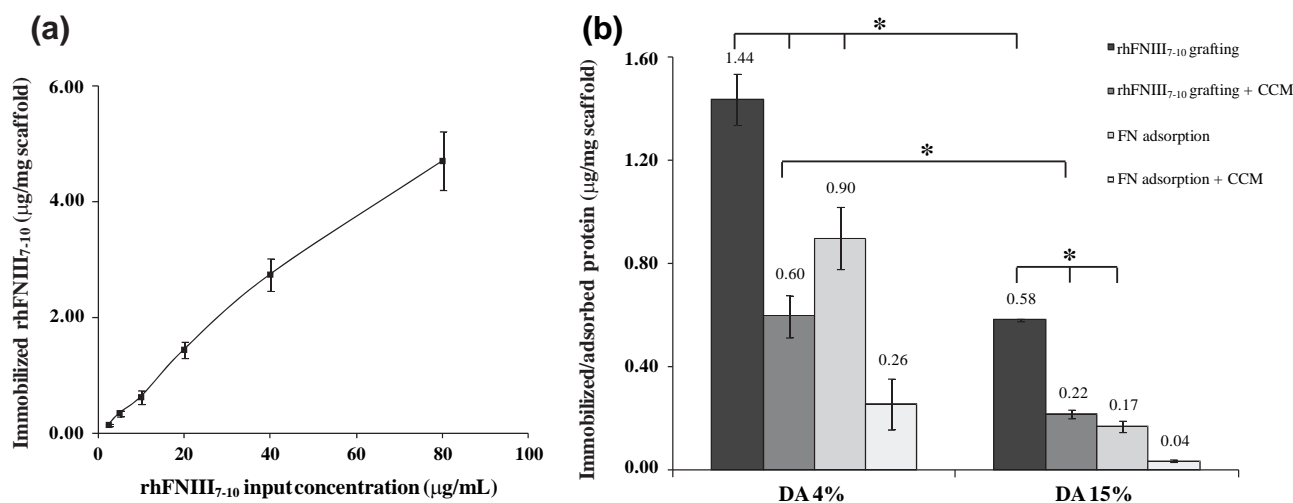 (a)
Immobilized rhFNIII7-10 (µg/mg scaffold)
6.00
4.00
2.00
0.00
0
20
40
60
80
100
rhFNIII7-10 input concentration (µg/mL)
(b)
Immobilized/adsorbed protein (µg/mg scaffold)
1.60
1.20
0.80
0.40
0.00
*
*
*
1.44
0.60
0.90
0.26
0.58
0.22
0.17
0.04
DA 4%
DA 15%
rhFNIII7-10 grafting
rhFNIII7-10 grafting + CCM
FN adsorption
FN adsorption + CCM